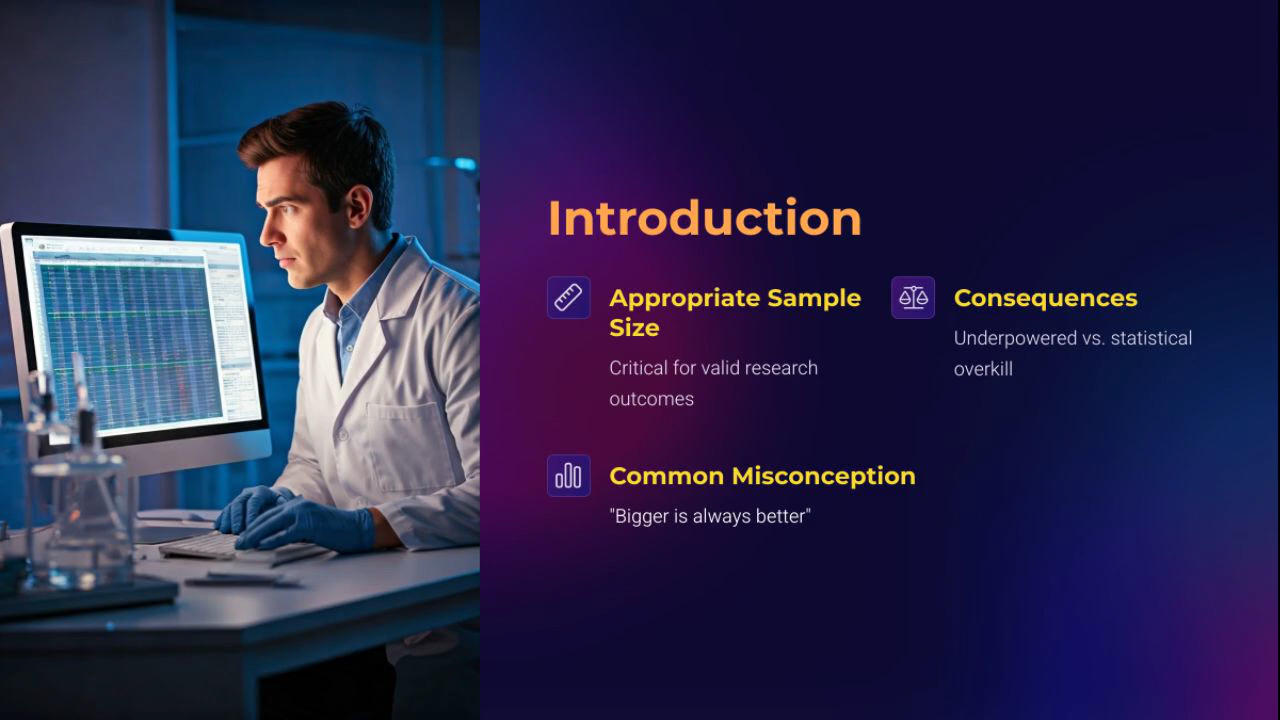 Introduction
Appropriate Sample
Size
Critical for valid research
outcomes
Consequences
Underpowered vs. statistical
overkill
Common Misconception
"Bigger is always better"